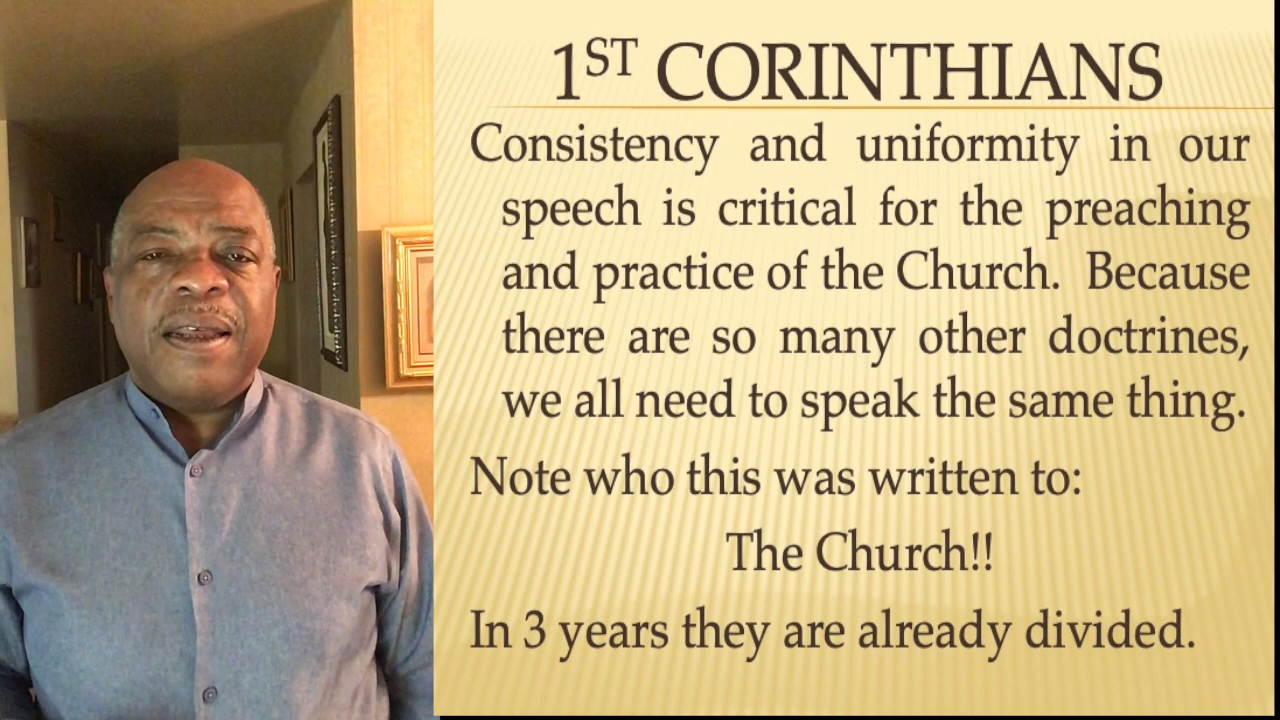 1ST CORINTHIANS
Consistency and uniformity in our
speech is critical for the preaching
and practice of the Church. Because
there are so many other doctrines,
we all need to speak the same thing.
Note who this was written to:
The Church!!
In 3 years they are already divided.